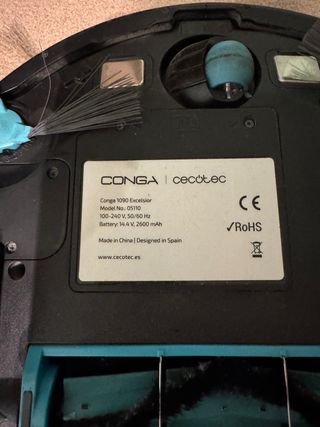 CONGA | cecotec
Conga 1090 Excelsior
Model No.: 05110
100-240 V, 50/60 Hz
Battery: 14.4 V, 2600 mAh
Made in China | Designed in Spain
www.cecotec.es
CE
✓RoHS